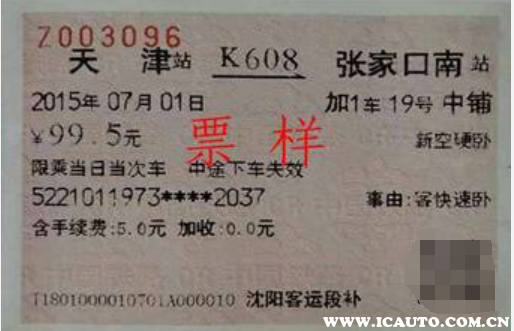 Z003096
天 津站 K608 张家口南站
2015年 07月 01日 加1车 19号 中铺
¥99.5元 新空硬卧
票 样
限乘当日当次车 中途下车失效
5221011973****2037 事由:客快速卧
含手续费:5.0元 加收:0.0元
T1801000010701A000010 沈阳客运段补
WWW.ICAUTO.COM.CN